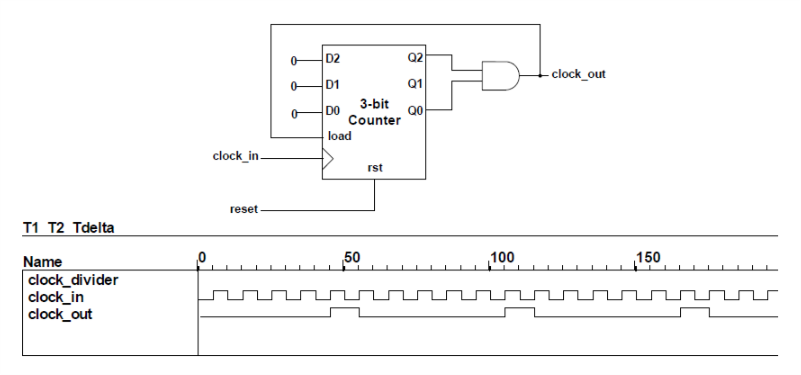 0 D2 Q2
clock_out
0 D1 Q1
0 D0 3-bit Q0
Counter
load
clock_in
rst
reset
T1 T2 Tdelta
Name 0 50 100 150
clock_divider
clock_in
clock_out